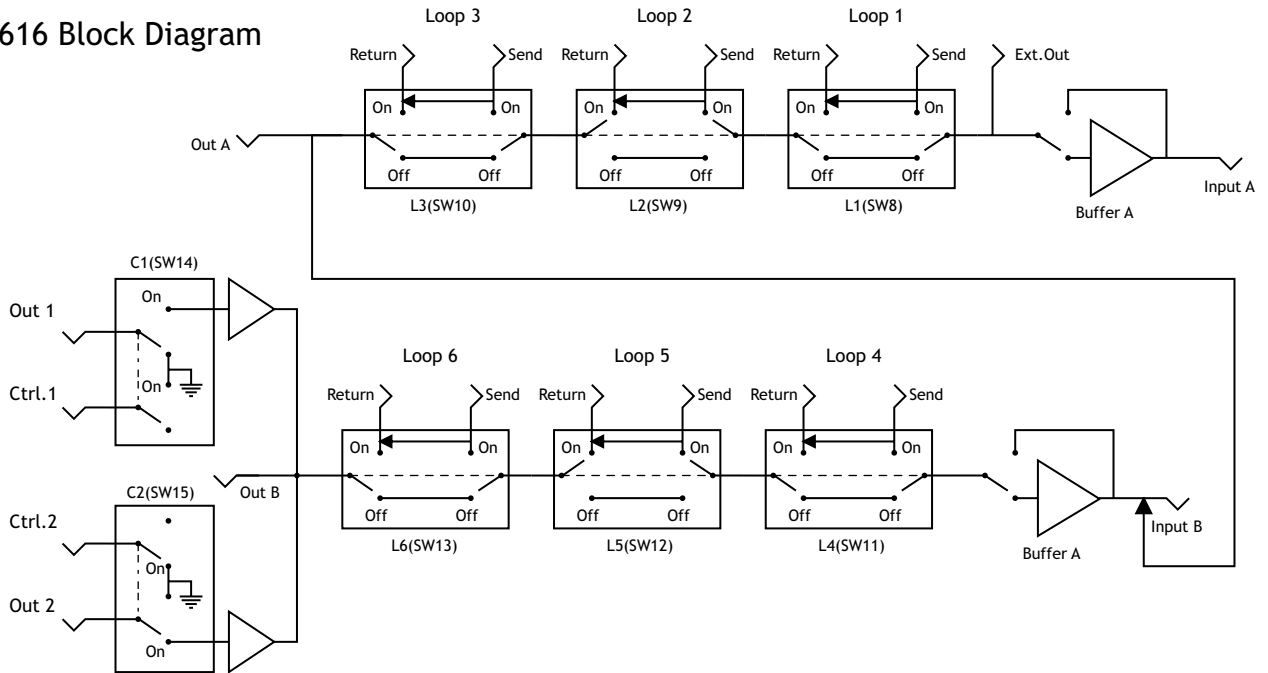 616 Block Diagram
Loop 3
Loop 2
Loop 1
Return
Send
Return
Send
Return
Send
Ext.Out
On
On
On
On
On
On
Out A
Off
Off
Off
Off
Off
Off
L3(SW10)
L2(SW9)
L1(SW8)
Buffer A
Input A
C1(SW14)
On
Out 1
On
Ctrl.1
Loop 6
Loop 5
Loop 4
Return
Send
Return
Send
Return
Send
On
On
On
On
On
On
Out B
C2(SW15)
Off
Off
Off
Off
Off
Off
L6(SW13)
L5(SW12)
L4(SW11)
Buffer A
Input B
Ctrl.2
On
Out 2
On